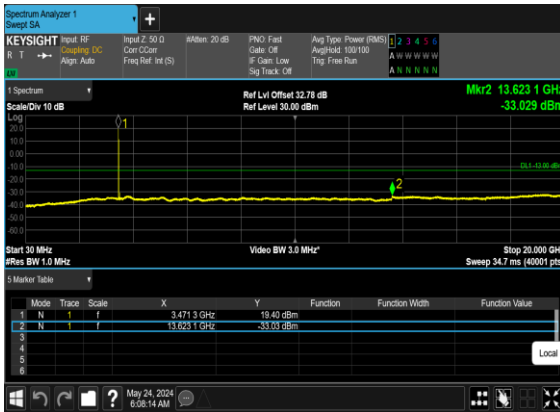 Spectrum Analyzer 1
Swept SA
KEYSIGHT
R T
LXI
Input: RF
Coupling: DC
Align: Auto
Input Z: 50 Ω
Corr CCorr
Freq Ref: Int (S)
#Atten: 20 dB
PNO: Fast
Gate: Off
IF Gain: Low
Sig Track: Off
Avg Type: Power (RMS)
Avg|Hold: 100/100
Trig: Free Run
1 2 3 4 5 6
A W W W W W
A N N N N N
1 Spectrum
Scale/Div 10 dB
Ref Lvl Offset 32.78 dB
Ref Level 30.00 dBm
Mkr2 13.623 1 GHz
-33.029 dBm
Log
20.0
10.0
0.00
-10.0
-20.0
-30.0
-40.0
-50.0
-60.0
1
2
DL1 -13.00 dBm
Start 30 MHz
#Res BW 1.0 MHz
Video BW 3.0 MHz*
Stop 20.000 GHz
Sweep 34.7 ms (40001 pts)
5 Marker Table
Mode Trace Scale X Y Function Function Width Function Value
1 N 1 f 3.471 3 GHz 19.40 dBm
2 N 1 f 13.623 1 GHz -33.03 dBm
3
4
5
6
Local
?
May 24, 2024
6:08:14 AM